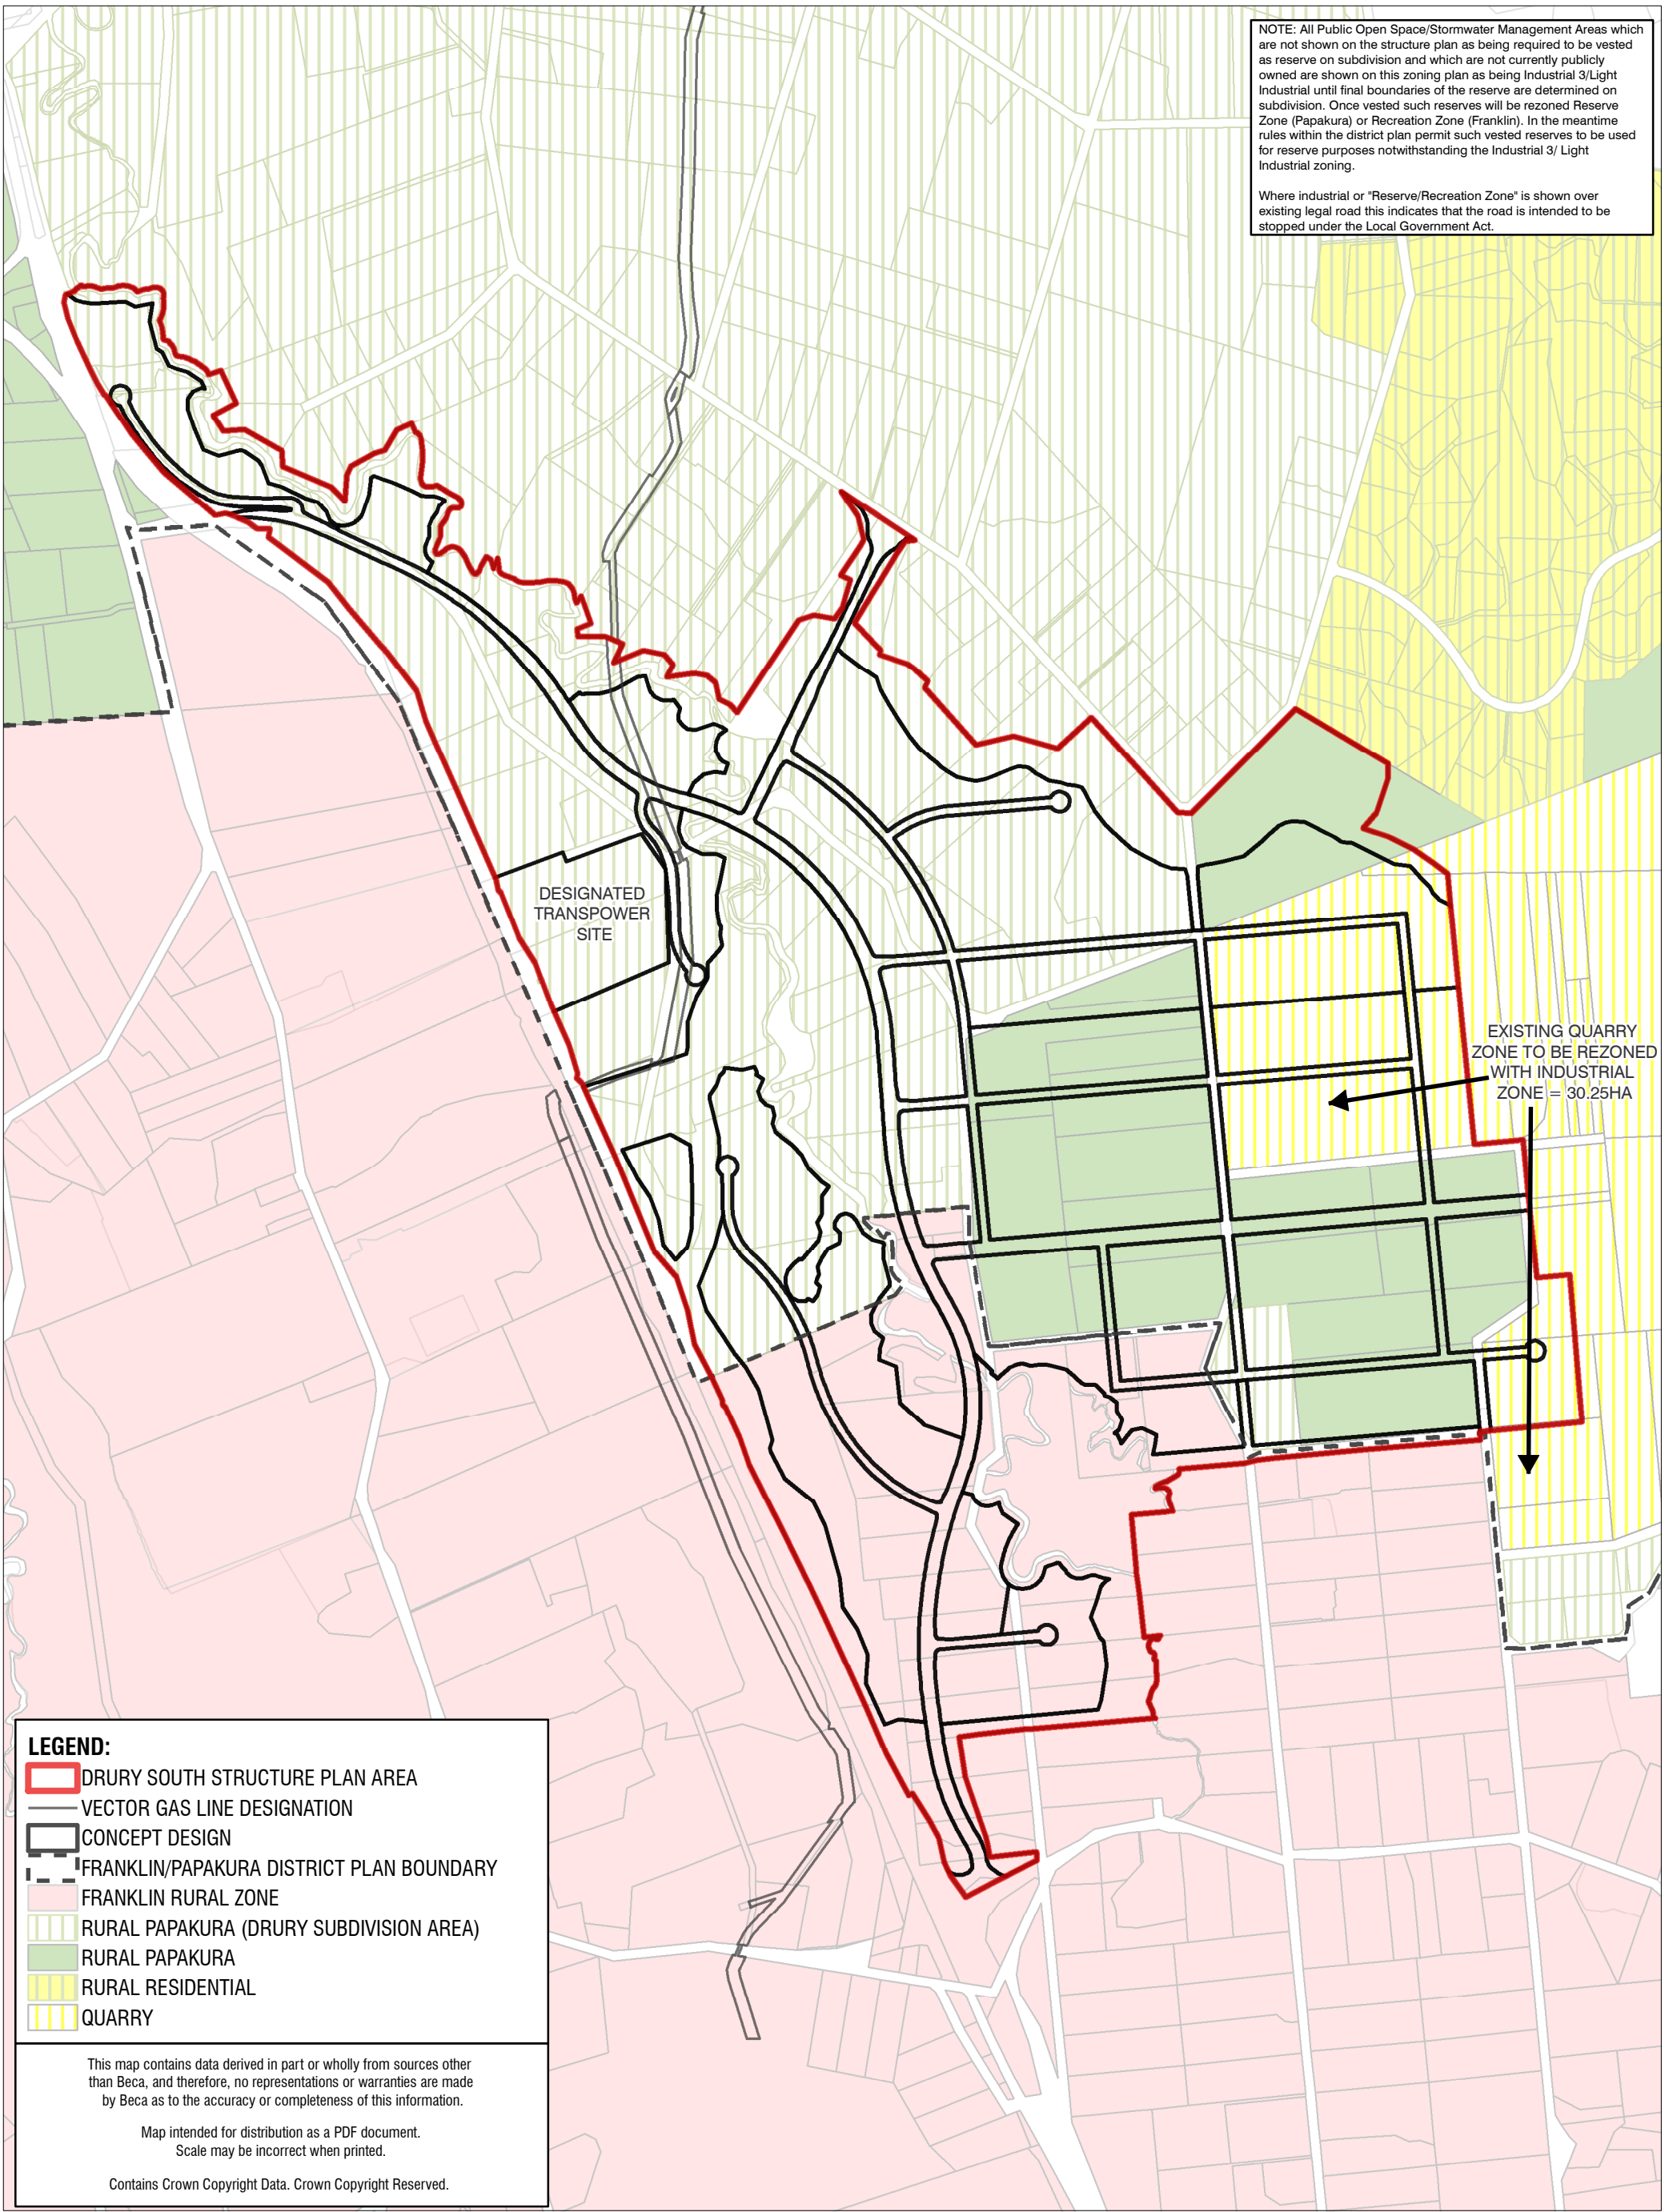 NOTE: All Public Open Space/Stormwater Management Areas which
are not shown on the structure plan as being required to be vested
as reserve on subdivision and which are not currently publicly
owned are shown on this zoning plan as being Industrial 3/Light
Industrial until final boundaries of the reserve are determined on
subdivision. Once vested such reserves will be rezoned Reserve
Zone (Papakura) or Recreation Zone (Franklin). In the meantime
rules within the district plan permit such vested reserves to be used
for reserve purposes notwithstanding the Industrial 3/ Light
Industrial zoning.
Where industrial or "Reserve/Recreation Zone" is shown over
existing legal road this indicates that the road is intended to be
stopped under the Local Government Act.
DESIGNATED
TRANSPOWER
SITE
EXISTING QUARRY
ZONE TO BE REZONED
WITH INDUSTRIAL
ZONE = 30.25HA
LEGEND:
DRURY SOUTH STRUCTURE PLAN AREA
VECTOR GAS LINE DESIGNATION
CONCEPT DESIGN
FRANKLIN/PAPAKURA DISTRICT PLAN BOUNDARY
FRANKLIN RURAL ZONE
RURAL PAPAKURA (DRURY SUBDIVISION AREA)
RURAL PAPAKURA
RURAL RESIDENTIAL
QUARRY
This map contains data derived in part or wholly from sources other
than Beca, and therefore, no representations or warranties are made
by Beca as to the accuracy or completeness of this information.
Map intended for distribution as a PDF document.
Scale may be incorrect when printed.
Contains Crown Copyright Data. Crown Copyright Reserved.